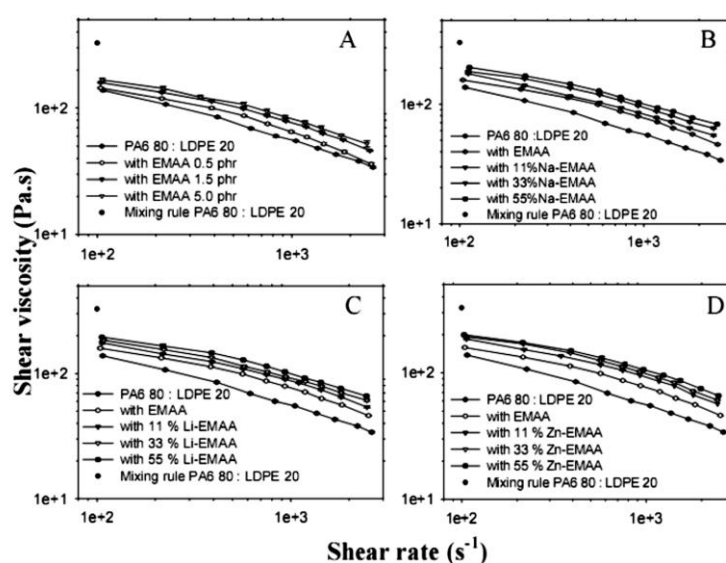 A
1e+2
PA6 80 : LDPE 20
with EMAA 0.5 phr
with EMAA 1.5 phr
with EMAA 5.0 phr
Mixing rule PA6 80 : LDPE 20
1e+1
1e+2
1e+3
B
1e+2
PA6 80 :LDPE 20
with EMAA
with 11%Na-EMAA
with 33%Na-EMAA
with 55%Na-EMAA
Mixing rule PA6 80 : LDPE 20
1e+1
1e+2
1e+3
Shear viscosity (Pa.s)
C
1e+2
PA6 80 : LDPE 20
with EMAA
with 11 % Li-EMAA
with 33 % Li-EMAA
with 55 % Li-EMAA
Mixing rule PA6 80 : LDPE 20
1e+1
1e+2
1e+3
D
1e+2
PA6 80 : LDPE 20
with EMAA
with 11 % Zn-EMAA
with 33 % Zn-EMAA
with 55 % Zn-EMAA
Mixing rule PA6 80 : LDPE 20
1e+1
1e+2
1e+3
Shear rate (s⁻¹)